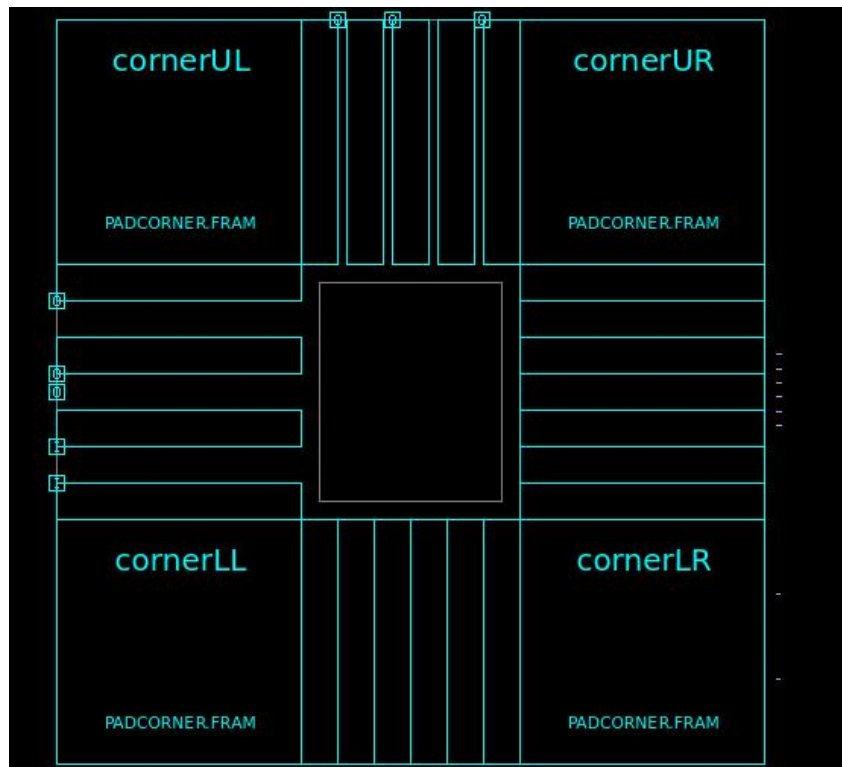 O O O
cornerUL cornerUR
PADCORNER.FRAM PADCORNER.FRAM
O
O
O
I
I
cornerLL cornerLR
PADCORNER.FRAM PADCORNER.FRAM